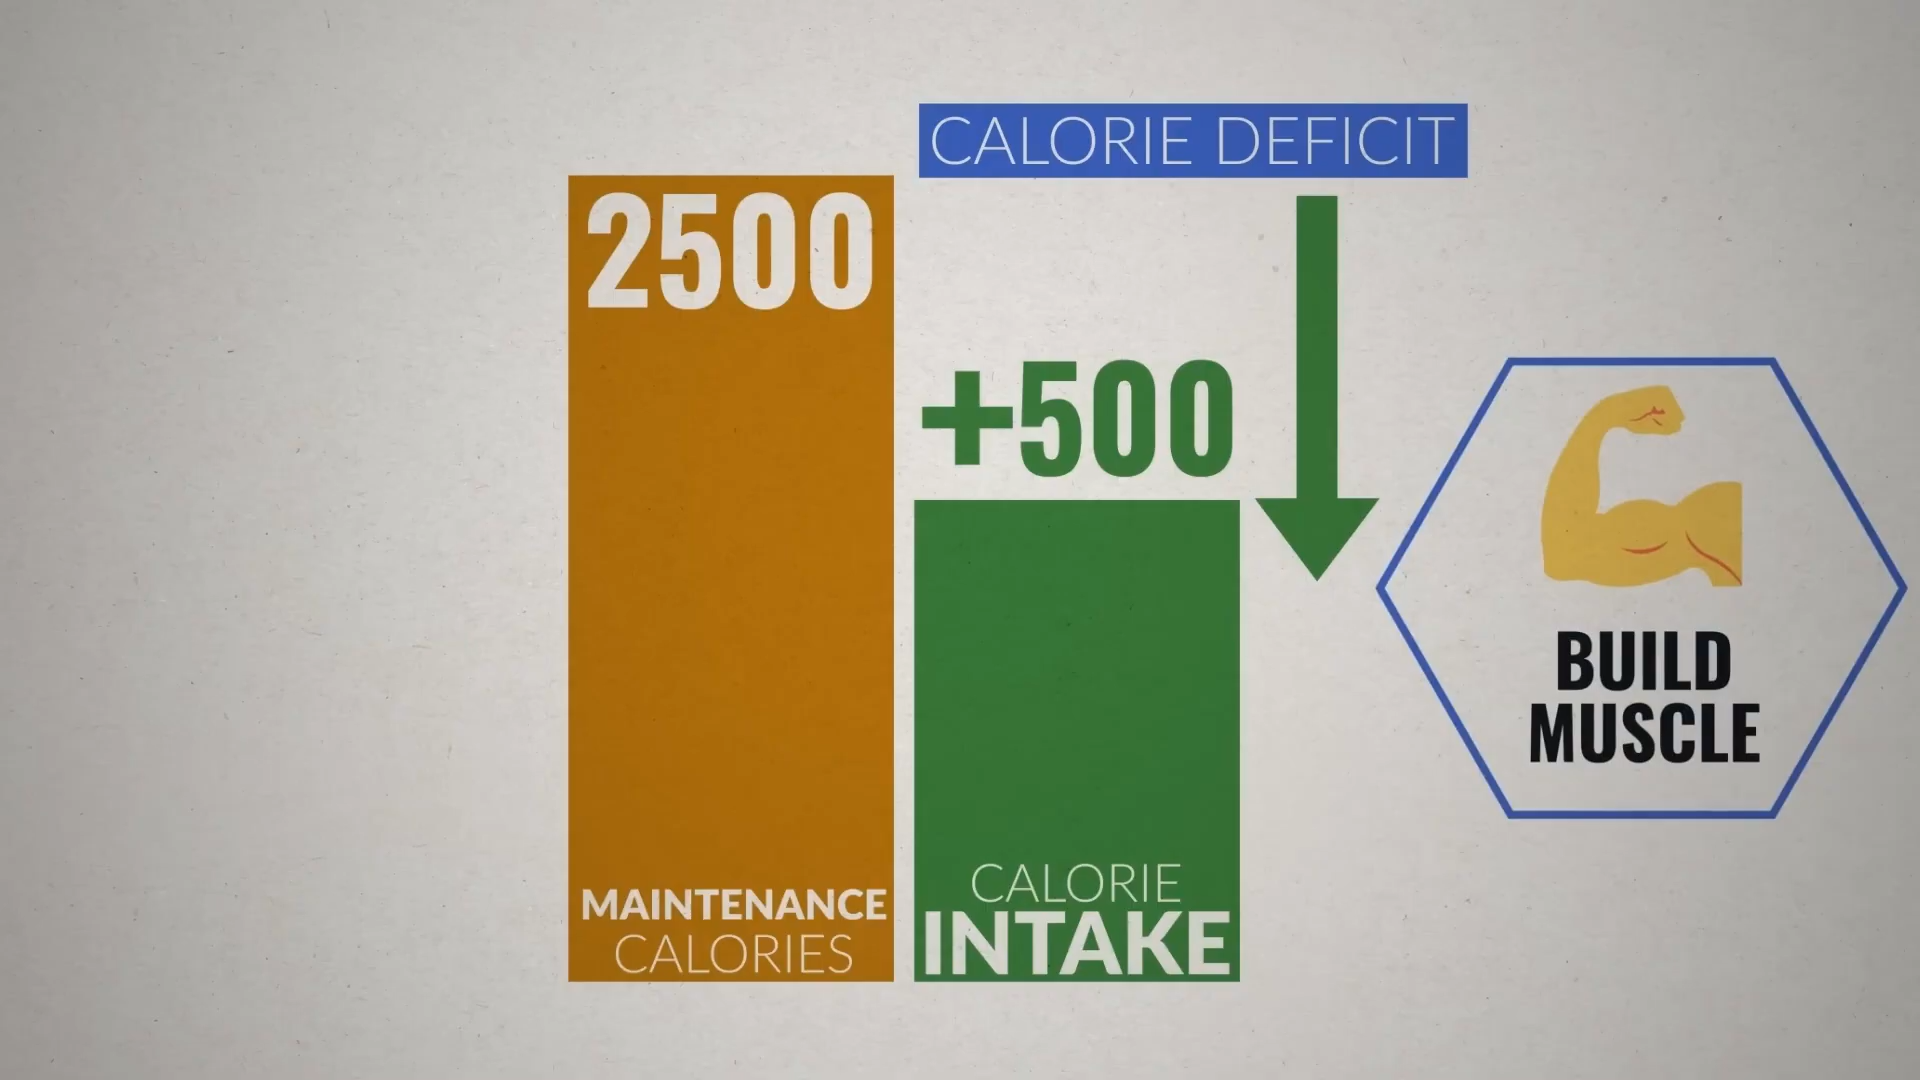 CALORIE DEFICIT
2500
+500
BUILD
MUSCLE
MAINTENANCE
CALORIES
CALORIE
INTAKE